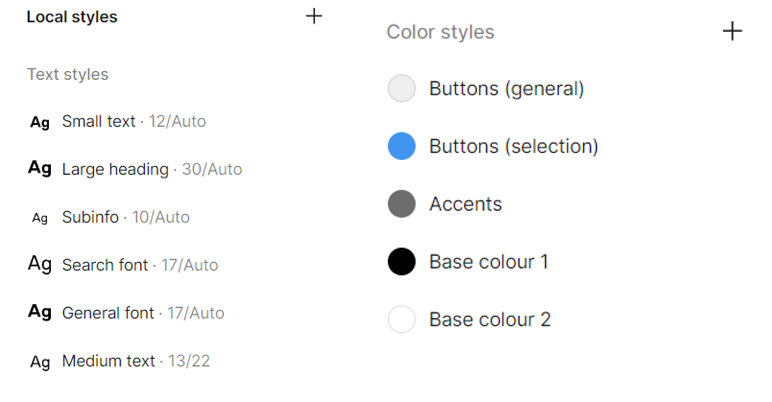 Local styles
Text styles
Ag Small text · 12/Auto
Ag Large heading · 30/Auto
Ag Subinfo · 10/Auto
Ag Search font · 17/Auto
Ag General font · 17/Auto
Ag Medium text · 13/22
Color styles
Buttons (general)
Buttons (selection)
Accents
Base colour 1
Base colour 2